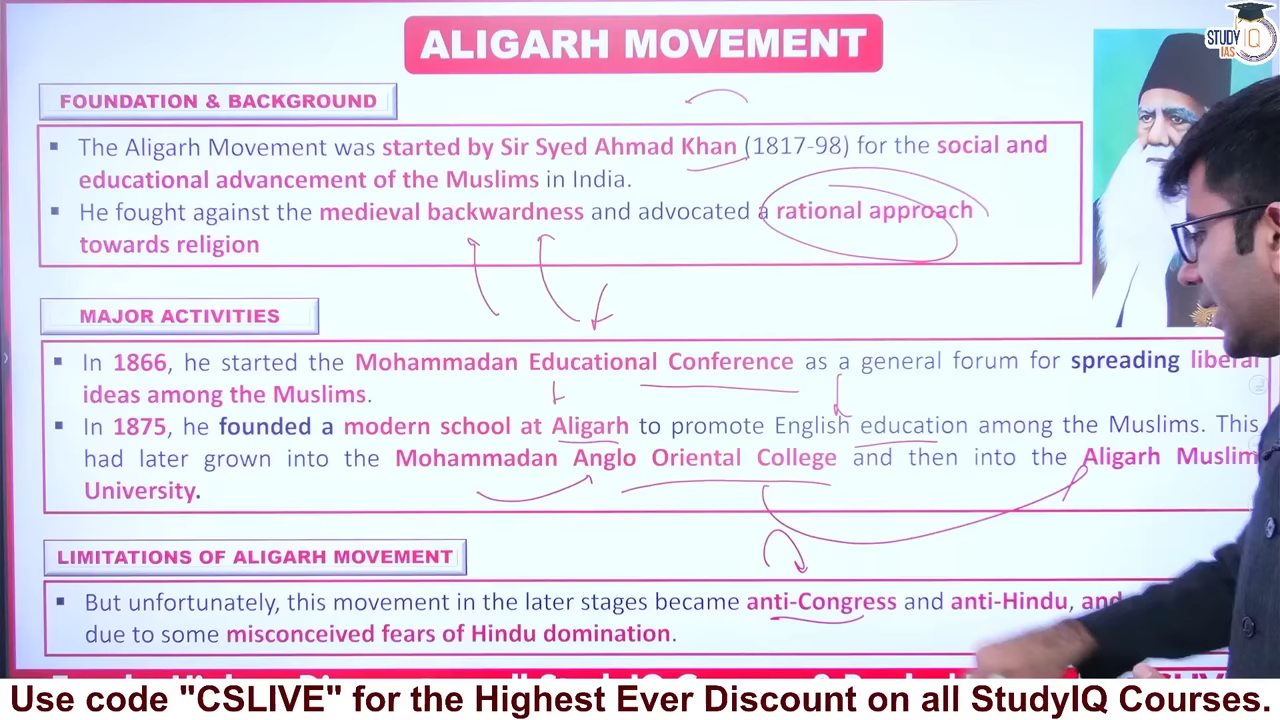 ALIGARH MOVEMENT
STUDY IQ
IAS
FOUNDATION & BACKGROUND
▪ The Aligarh Movement was started by Sir Syed Ahmad Khan (1817-98) for the social and
educational advancement of the Muslims in India.
▪ He fought against the medieval backwardness and advocated a rational approach
towards religion
MAJOR ACTIVITIES
▪ In 1866, he started the Mohammadan Educational Conference as a general forum for spreading liberal
ideas among the Muslims.
▪ In 1875, he founded a modern school at Aligarh to promote English education among the Muslims. This
had later grown into the Mohammadan Anglo Oriental College and then into the Aligarh Muslim
University.
LIMITATIONS OF ALIGARH MOVEMENT
▪ But unfortunately, this movement in the later stages became anti-Congress and anti-Hindu, and
due to some misconceived fears of Hindu domination.
Use code "CSLIVE" for the Highest Ever Discount on all StudyIQ Courses.